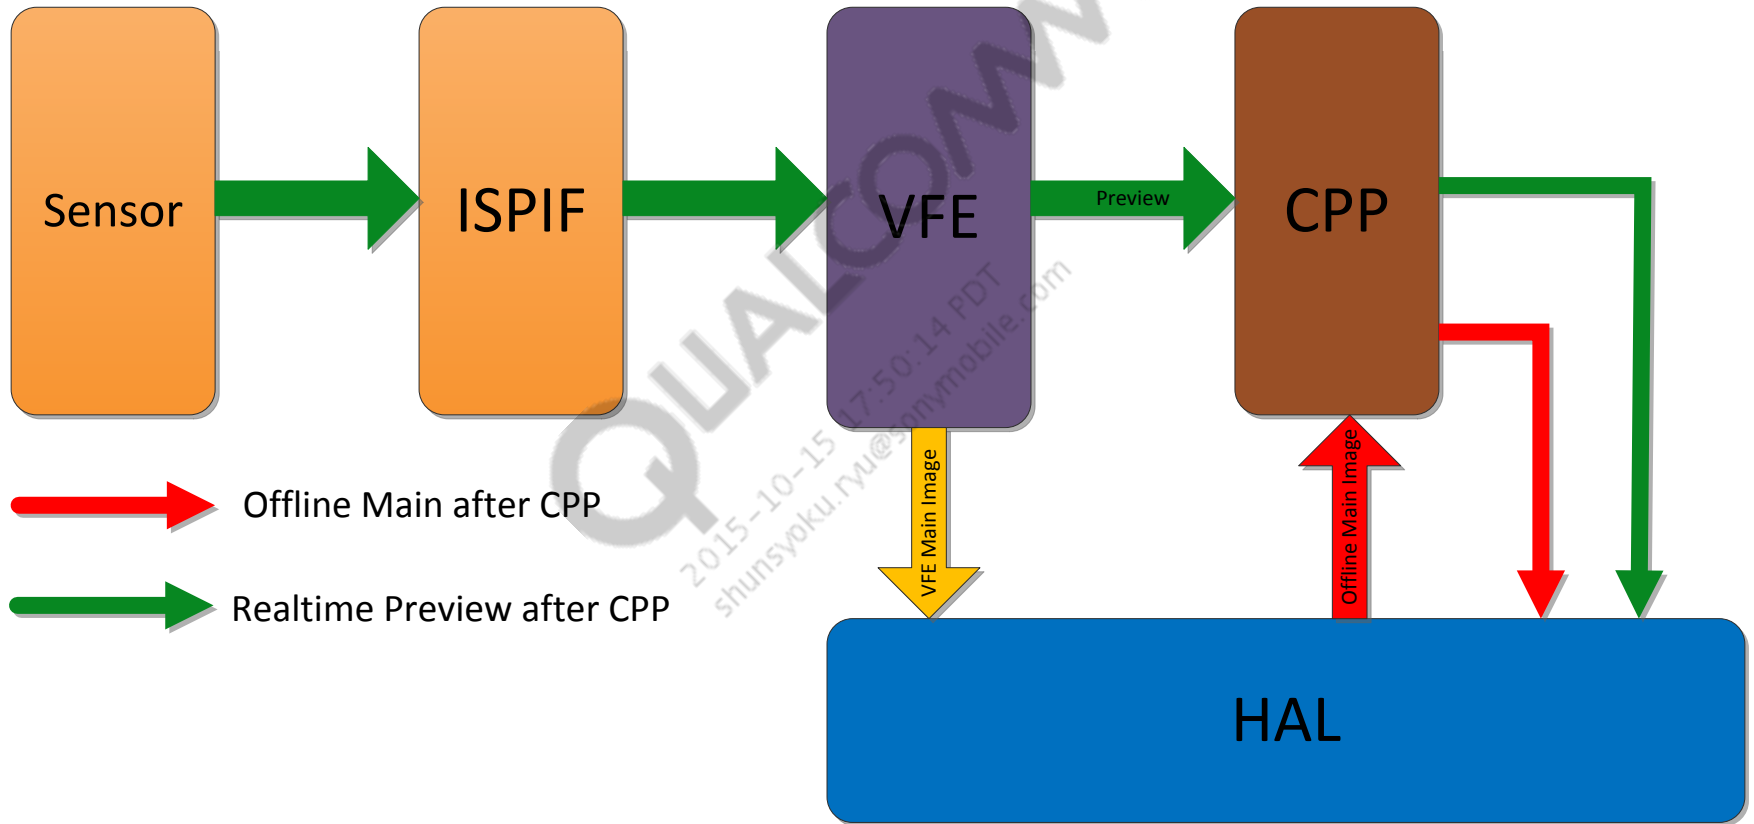 Sensor
ISPIF
VFE
Preview
CPP
VFE Main Image
Offline Main Image
Offline Main after CPP
Realtime Preview after CPP
HAL
QUALCOMM
2015-10-15 17:50:14 PDT
shunsyoku.ryu@sonymobile.com